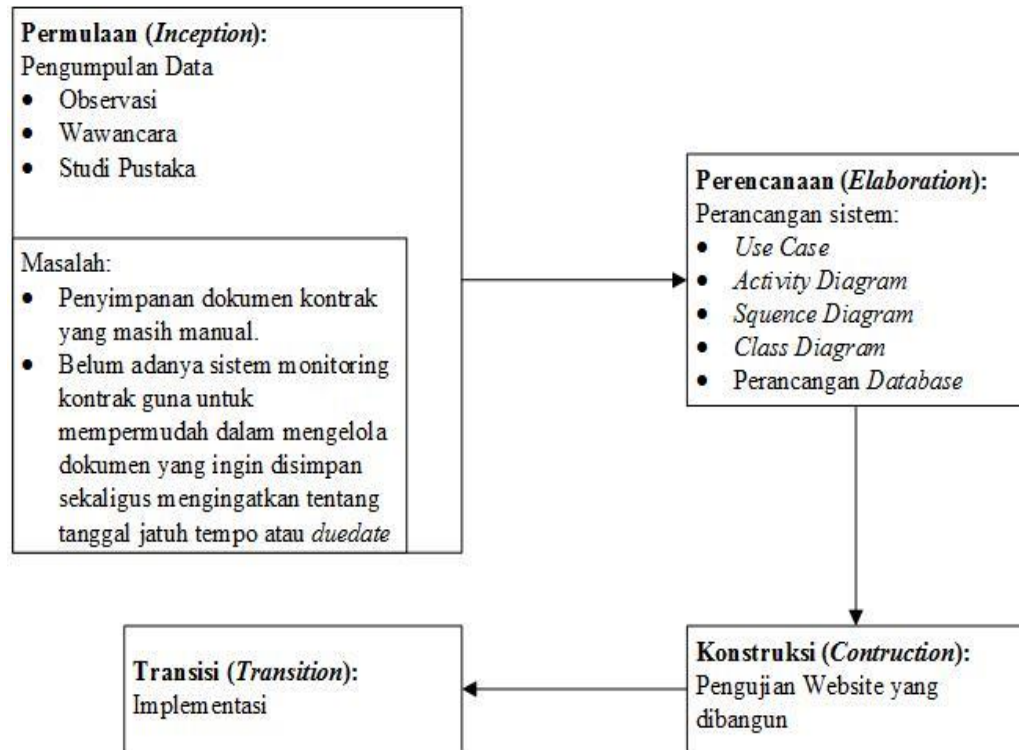 Permulaan (Inception):
Pengumpulan Data
• Observasi
• Wawancara
• Studi Pustaka
Masalah:
• Penyimpanan dokumen kontrak
yang masih manual.
• Belum adanya sistem monitoring
kontrak guna untuk
mempermudah dalam mengelola
dokumen yang ingin disimpan
sekaligus mengingatkan tentang
tanggal jatuh tempo atau duedate
Perencanaan (Elaboration):
Perancangan sistem:
• Use Case
• Activity Diagram
• Squence Diagram
• Class Diagram
• Perancangan Database
Konstruksi (Contruction):
Pengujian Website yang
dibangun
Transisi (Transition):
Implementasi